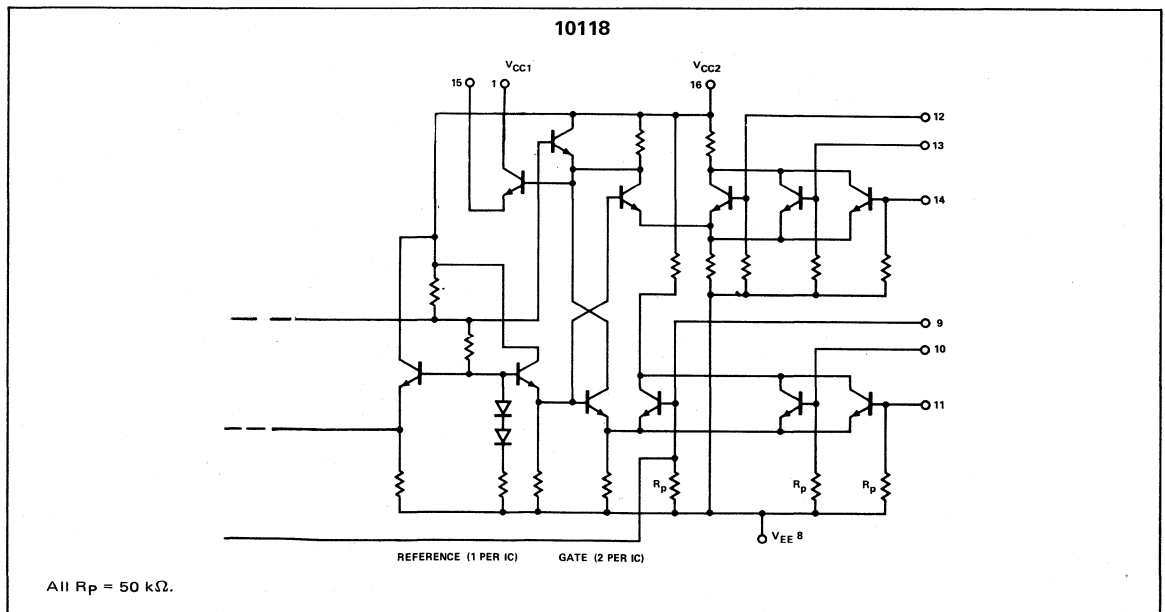 10118
VCC1
VCC2
15
1
16
12
13
14
9
10
11
Rp
Rp
Rp
VEE 8
REFERENCE (1 PER IC)
GATE (2 PER IC)
All Rp = 50 kΩ.